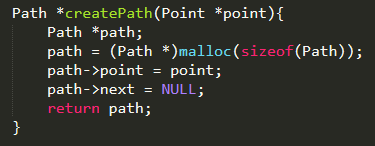 Path *createPath(Point *point){
    Path *path;
    path = (Path *)malloc(sizeof(Path));
    path->point = point;
    path->next = NULL;
    return path;
}